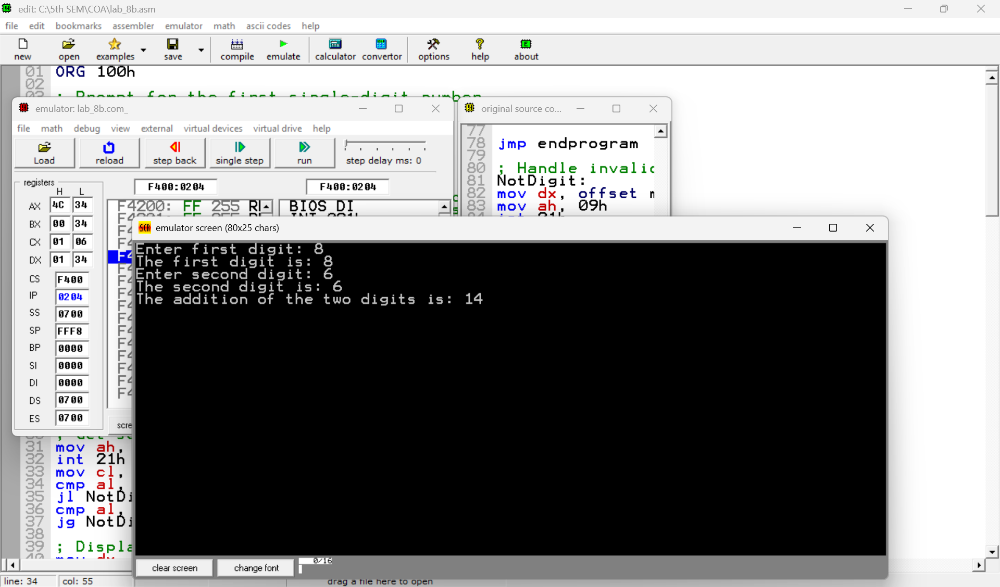 edit: C:\5th SEM\COA\lab_8b.asm
file edit bookmarks assembler emulator math ascii codes help
new open examples save compile emulate calculator convertor options help about
01 ORG 100h
02
03 ; Prompt for the first single-digit number
emulator: lab_8b.com_
file math debug view external virtual devices virtual drive help
Load reload step back single step run step delay ms: 0
registers
H L
F400:0204 F400:0204
AX 4C 34
BX 00 34
CX 01 06
DX 01 34
CS F400
IP 0204
SS 0700
SP FFF8
BP 0000
SI 0000
DI 0000
DS 0700
ES 0700
F4200: FF 255
BIOS DI
original source co...
77
78 jmp endprogram
79
80 ; Handle
81 NotDigit:
82 mov dx, offset
83 mov ah, 09h
emulator screen (80x25 chars)
Enter first digit: 8
The first digit is: 8
Enter second digit: 6
The second digit is: 6
The addition of the two digits is: 14
clear screen change font 0/16
31 mov ah,
32 int 21h
33 mov cl,
34 cmp al,
35 jl
36 cmp al,
37 jg
38
39 ;
line: 34 col: 55 drag a file here to open